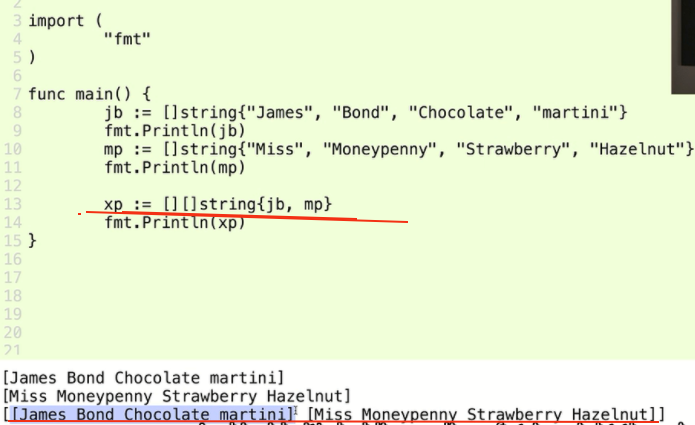 2
3 import (
4 "fmt"
5 )
6
7 func main() {
8 jb := []string{"James", "Bond", "Chocolate", "martini"}
9 fmt.Println(jb)
10 mp := []string{"Miss", "Moneypenny", "Strawberry", "Hazelnut"}
11 fmt.Println(mp)
12
13 xp := [][]string{jb, mp}
14 fmt.Println(xp)
15 }
16
17
18
19
20
21
[James Bond Chocolate martini]
[Miss Moneypenny Strawberry Hazelnut]
[[James Bond Chocolate martini] [Miss Moneypenny Strawberry Hazelnut]]